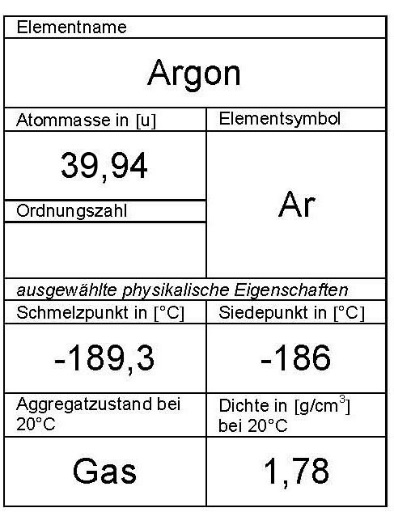 Elementname
Argon
Atommasse in [u]
Elementsymbol
39,94
Ar
Ordnungszahl
ausgewählte physikalische Eigenschaften
Schmelzpunkt in [°C]
Siedepunkt in [°C]
-189,3
-186
Aggregatzustand bei
20°C
Dichte in [g/cm³]
bei 20°C
Gas
1,78